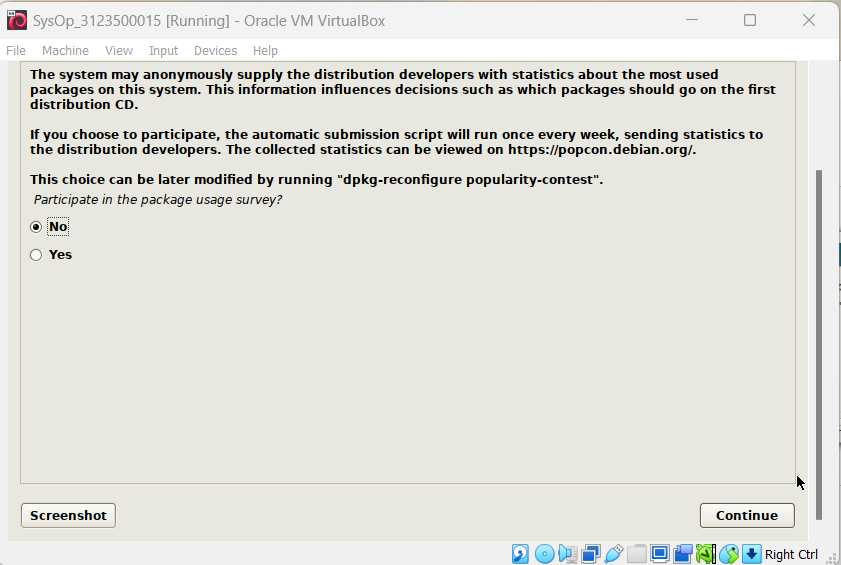 SysOp_3123500015 [Running] - Oracle VM VirtualBox
File Machine View Input Devices Help
The system may anonymously supply the distribution developers with statistics about the most used
packages on this system. This information influences decisions such as which packages should go on the first
distribution CD.
If you choose to participate, the automatic submission script will run once every week, sending statistics to
the distribution developers. The collected statistics can be viewed on https://popcon.debian.org/.
This choice can be later modified by running "dpkg-reconfigure popularity-contest".
Participate in the package usage survey?
No
Yes
Screenshot Continue
Right Ctrl